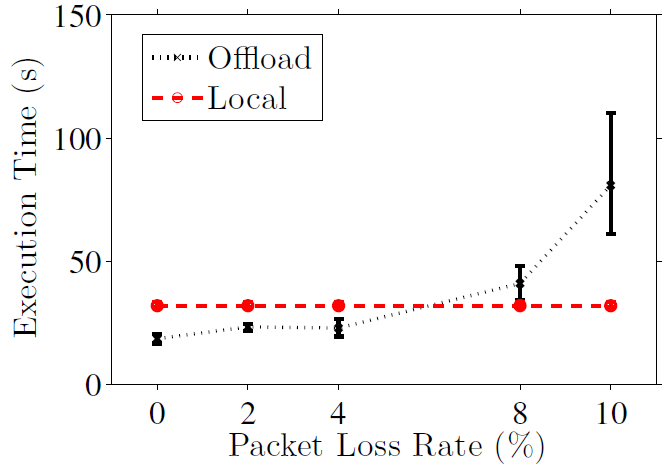 150
100
50
0
Execution Time (s)
Offload
Local
0 2 4 8 10
Packet Loss Rate (%)